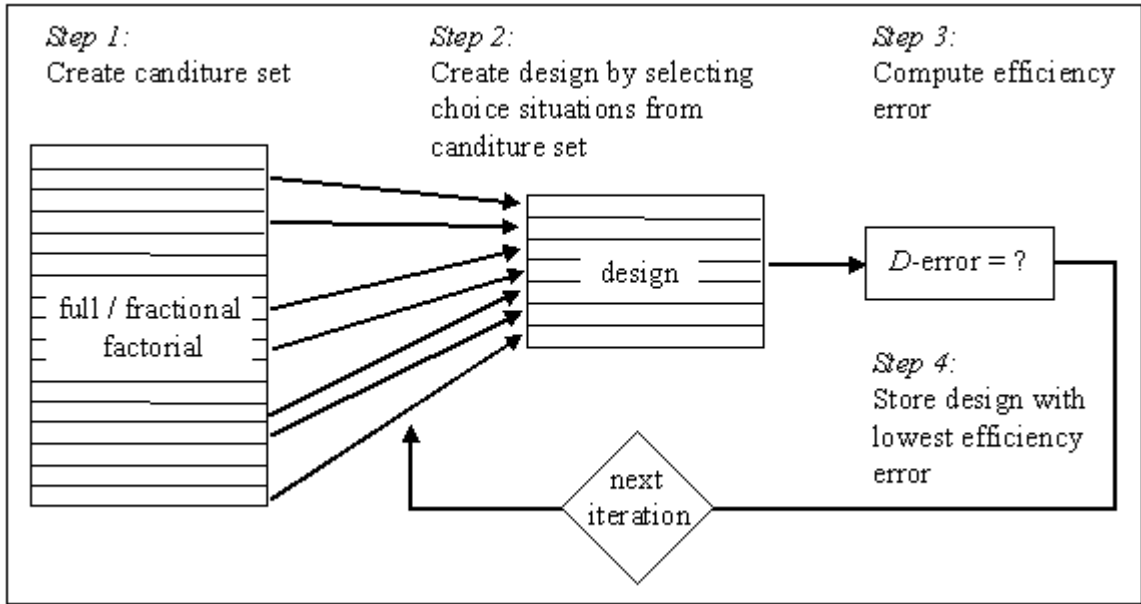 Step 1:
Create canditure set
Step 2:
Create design by selecting
choice situations from
canditure set
Step 3:
Compute efficiency
error
full / fractional
factorial
design
D-error = ?
Step 4:
Store design with
lowest efficiency
error
next
iteration